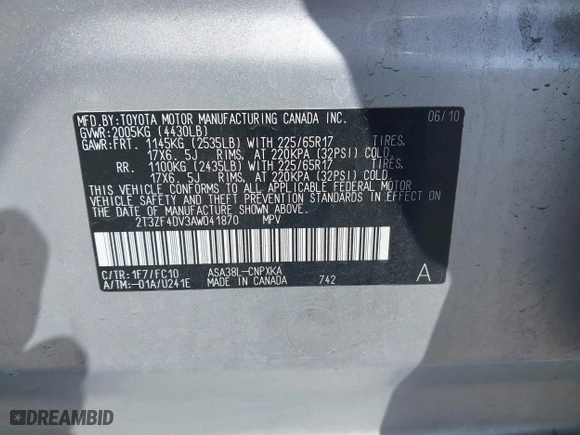 MFD.BY:TOYOTA MOTOR MANUFACTURING CANADA INC. 06/10
GVWR:2005KG (4430LB)
GAWR:FRT. 1145KG (2535LB) WITH 225/65R17 TIRES,
17X6.5J RIMS, AT 220KPA (32PSI) COLD.
RR. 1100KG (2435LB) WITH 225/65R17 TIRES,
17X6.5J RIMS, AT 220KPA (32PSI) COLD.
THIS VEHICLE CONFORMS TO ALL APPLICABLE FEDERAL MOTOR
VEHICLE SAFETY AND THEFT PREVENTION STANDARDS IN EFFECT
ON THE DATE OF MANUFACTURE SHOWN ABOVE.
2T3ZF4DV3AW041870 MPV
C/TR:1F7/FC10 ASA38L-CNPXKA
A/TM:-01A/U241E MADE IN CANADA 742 A
DREAMBID